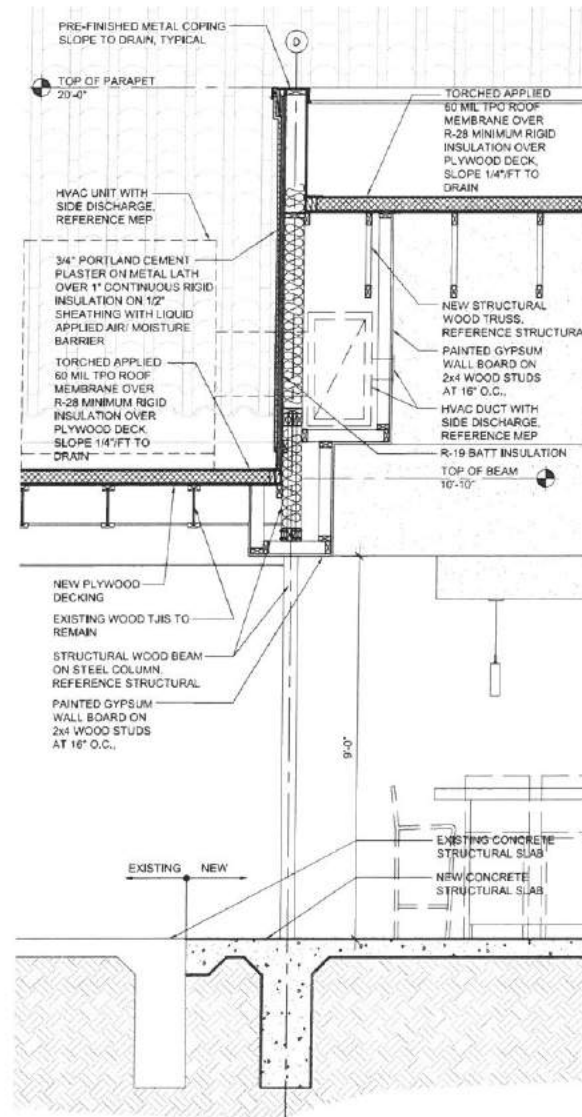 PRE-FINISHED METAL COPING
SLOPE TO DRAIN, TYPICAL
D
TOP OF PARAPET
20'-0"
TORCHED APPLIED
60 MIL TPO ROOF
MEMBRANE OVER
R-28 MINIMUM RIGID
INSULATION OVER
PLYWOOD DECK,
SLOPE 1/4"/FT TO
DRAIN
HVAC UNIT WITH
SIDE DISCHARGE,
REFERENCE MEP
3/4" PORTLAND CEMENT
PLASTER ON METAL LATH
OVER 1" CONTINUOUS RIGID
INSULATION ON 1/2"
SHEATHING WITH LIQUID
APPLIED AIR/ MOISTURE
BARRIER
TORCHED APPLIED
60 MIL TPO ROOF
MEMBRANE OVER
R-28 MINIMUM RIGID
INSULATION OVER
PLYWOOD DECK,
SLOPE 1/4"/FT TO
DRAIN
NEW STRUCTURAL
WOOD TRUSS,
REFERENCE STRUCTURA
PAINTED GYPSUM
WALL BOARD ON
2x4 WOOD STUDS
AT 16" O.C.,
HVAC DUCT WITH
SIDE DISCHARGE,
REFERENCE MEP
R-19 BATT INSULATION
TOP OF BEAM
10'-10"
NEW PLYWOOD
DECKING
EXISTING WOOD TJIS TO
REMAIN
STRUCTURAL WOOD BEAM
ON STEEL COLUMN,
REFERENCE STRUCTURAL
PAINTED GYPSUM
WALL BOARD ON
2x4 WOOD STUDS
AT 16" O.C.,
9'-0"
EXISTING CONCRETE
STRUCTURAL SLAB
NEW CONCRETE
STRUCTURAL SLAB
EXISTING NEW